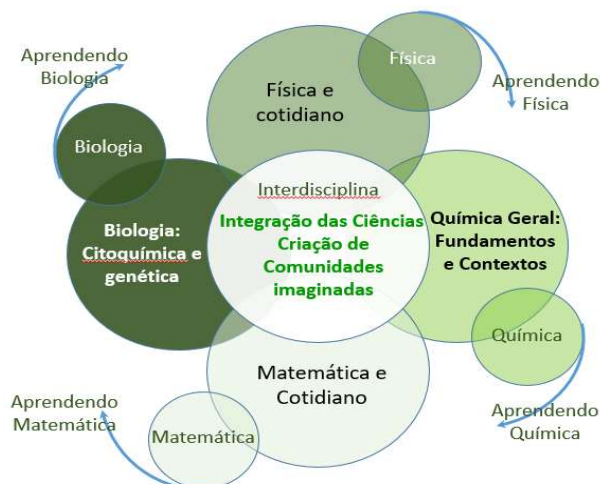 Aprendendo
Biologia
Física
Aprendendo
Física
Física e
cotidiano
Biologia
Interdisciplina
Integração das Ciências
Criação de
Comunidades
imaginadas
Biologia:
Citoquímica e
genética
Química Geral:
Fundamentos
e Contextos
Química
Matemática e
Cotidiano
Aprendendo
Matemática
Matemática
Aprendendo
Química